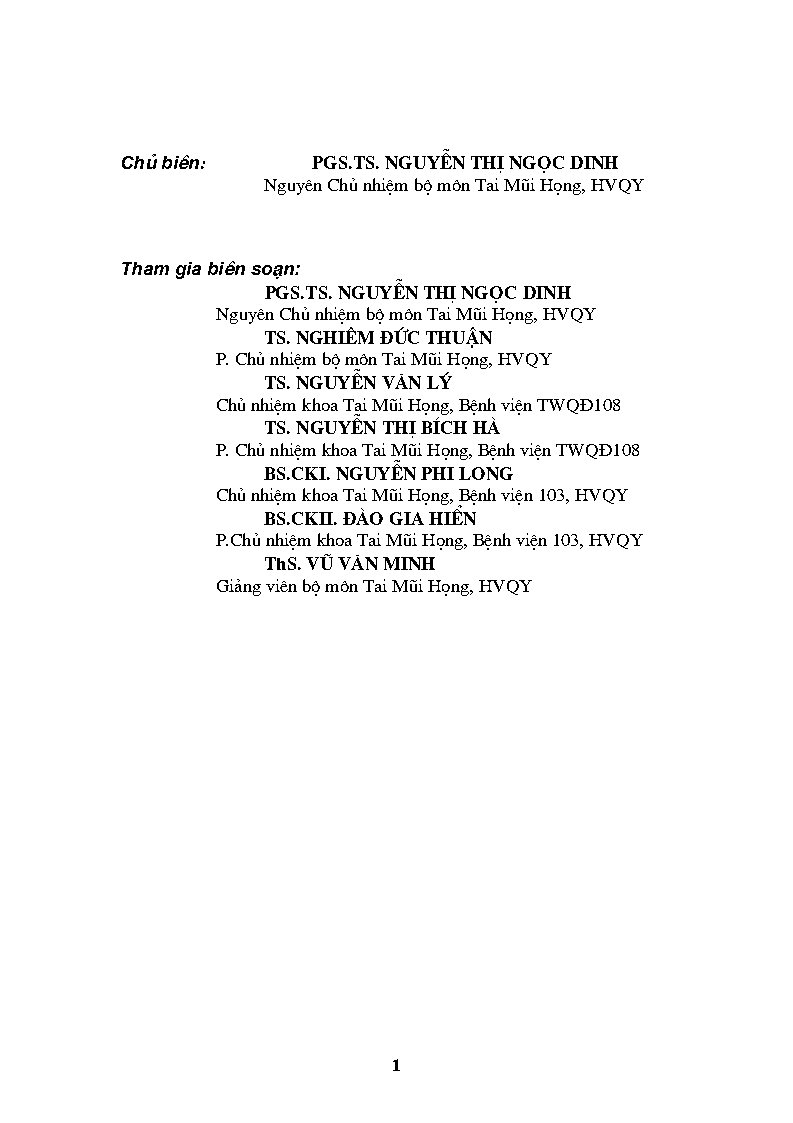 Chủ biên: PGS.TS. NGUYỄN THỊ NGỌC DINH
Nguyên Chủ nhiệm bộ môn Tai Mũi Họng, HVQY
Tham gia biên soạn:
PGS.TS. NGUYỄN THỊ NGỌC DINH
Nguyên Chủ nhiệm bộ môn Tai Mũi Họng, HVQY
TS. NGHIÊM ĐỨC THUẬN
P. Chủ nhiệm bộ môn Tai Mũi Họng, HVQY
TS. NGUYỄN VĂN LÝ
Chủ nhiệm khoa Tai Mũi Họng, Bệnh viện TWQĐ108
TS. NGUYỄN THỊ BÍCH HÀ
P. Chủ nhiệm khoa Tai Mũi Họng, Bệnh viện TWQĐ108
BS.CKI. NGUYỄN PHI LONG
Chủ nhiệm khoa Tai Mũi Họng, Bệnh viện 103, HVQY
BS.CKII. ĐÀO GIA HIỂN
P.Chủ nhiệm khoa Tai Mũi Họng, Bệnh viện 103, HVQY
ThS. VŨ VĂN MINH
Giảng viên bộ môn Tai Mũi Họng, HVQY
1